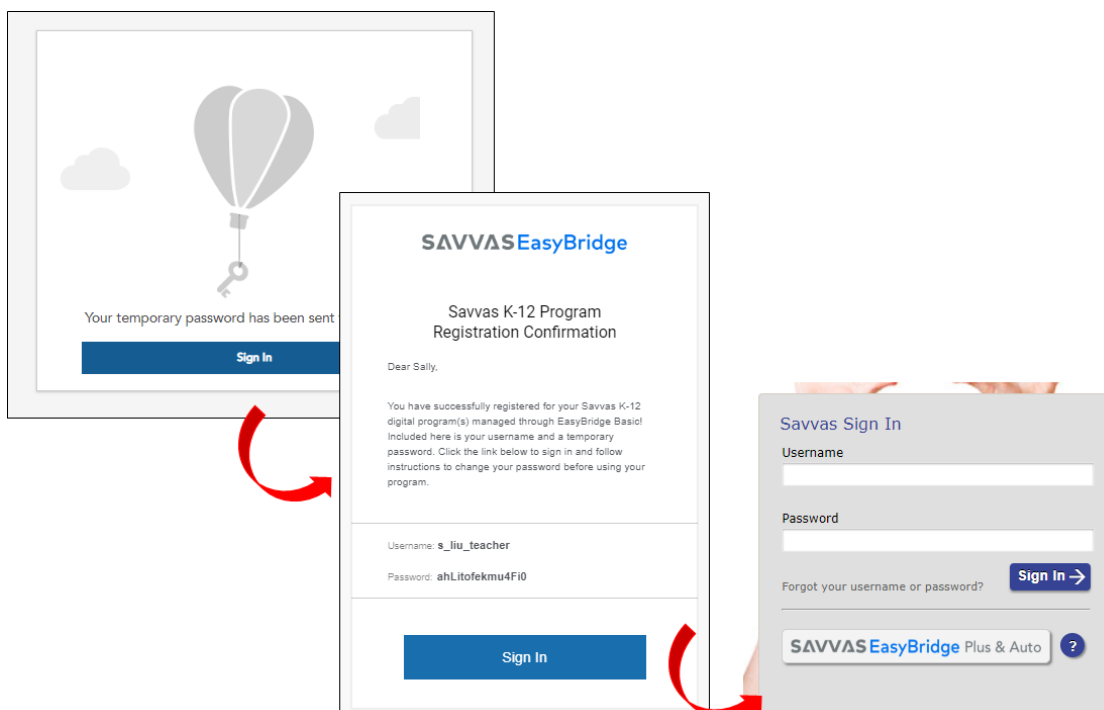 Your temporary password has been sent
Sign In
SAVVAS EasyBridge
Savvas K-12 Program
Registration Confirmation
Dear Sally,
You have successfully registered for your Savvas K-12
digital program(s) managed through EasyBridge Basic!
Included here is your username and a temporary
password. Click the link below to sign in and follow
instructions to change your password before using your
program.
Username: s_liu_teacher
Password: ahLitofekmu4Fi0
Sign In
Savvas Sign In
Username
Password
Forgot your username or password?
Sign In
SAVVAS EasyBridge Plus & Auto
?